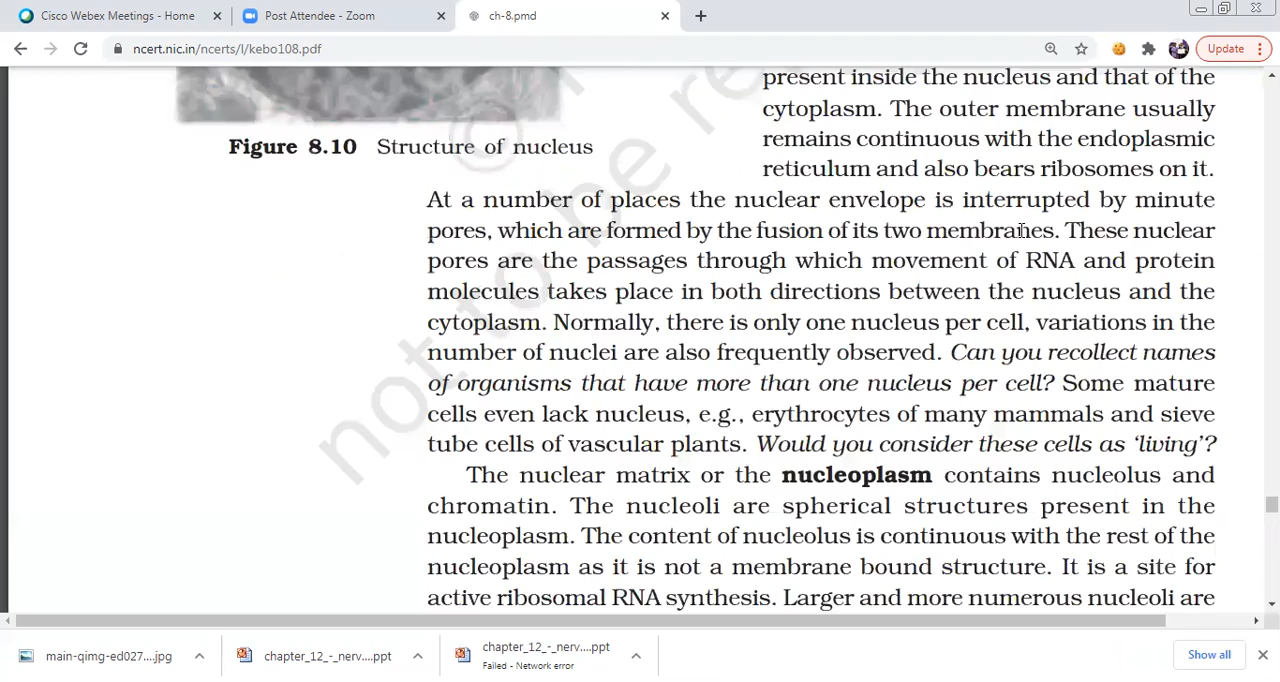 Cisco Webex Meetings - Home
Post Attendee - Zoom
ch-8.pmd
ncert.nic.in/ncerts/l/kebo108.pdf
Update
present inside the nucleus and that of the
cytoplasm. The outer membrane usually
remains continuous with the endoplasmic
reticulum and also bears ribosomes on it.
Figure 8.10 Structure of nucleus
At a number of places the nuclear envelope is interrupted by minute
pores, which are formed by the fusion of its two membranes. These nuclear
pores are the passages through which movement of RNA and protein
molecules takes place in both directions between the nucleus and the
cytoplasm. Normally, there is only one nucleus per cell, variations in the
number of nuclei are also frequently observed. Can you recollect names
of organisms that have more than one nucleus per cell? Some mature
cells even lack nucleus, e.g., erythrocytes of many mammals and sieve
tube cells of vascular plants. Would you consider these cells as ‘living’?
The nuclear matrix or the nucleoplasm contains nucleolus and
chromatin. The nucleoli are spherical structures present in the
nucleoplasm. The content of nucleolus is continuous with the rest of the
nucleoplasm as it is not a membrane bound structure. It is a site for
active ribosomal RNA synthesis. Larger and more numerous nucleoli are
not to be re
©
main-qimg-ed027....jpg
chapter_12_-_nerv....ppt
chapter_12_-_nerv....ppt
Failed - Network error
Show all